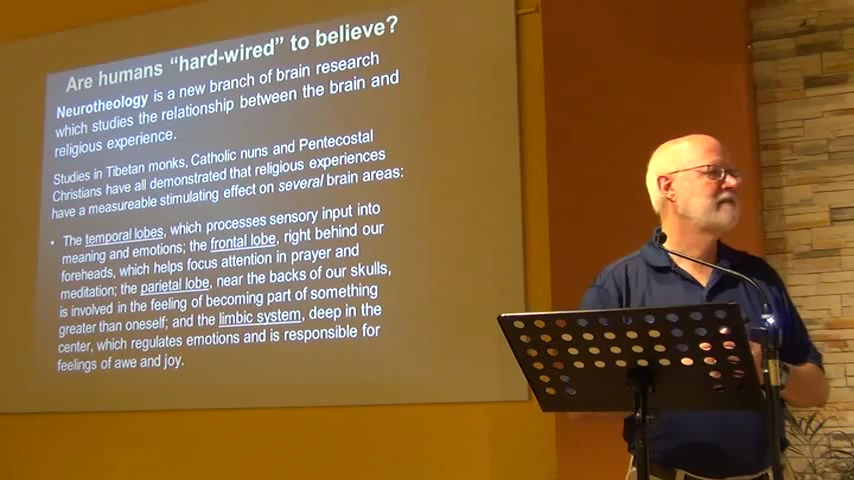 Are humans “hard-wired” to believe?
Neurotheology is a new branch of brain research
which studies the relationship between the brain and
religious experience.
Studies in Tibetan monks, Catholic nuns and Pentecostal
Christians have all demonstrated that religious experiences
have a measureable stimulating effect on several brain areas:
• The temporal lobes, which processes sensory input into
meaning and emotions; the frontal lobe, right behind our
foreheads, which helps focus attention in prayer and
meditation; the parietal lobe, near the backs of our skulls,
is involved in the feeling of becoming part of something
greater than oneself; and the limbic system, deep in the
center, which regulates emotions and is responsible for
feelings of awe and joy.